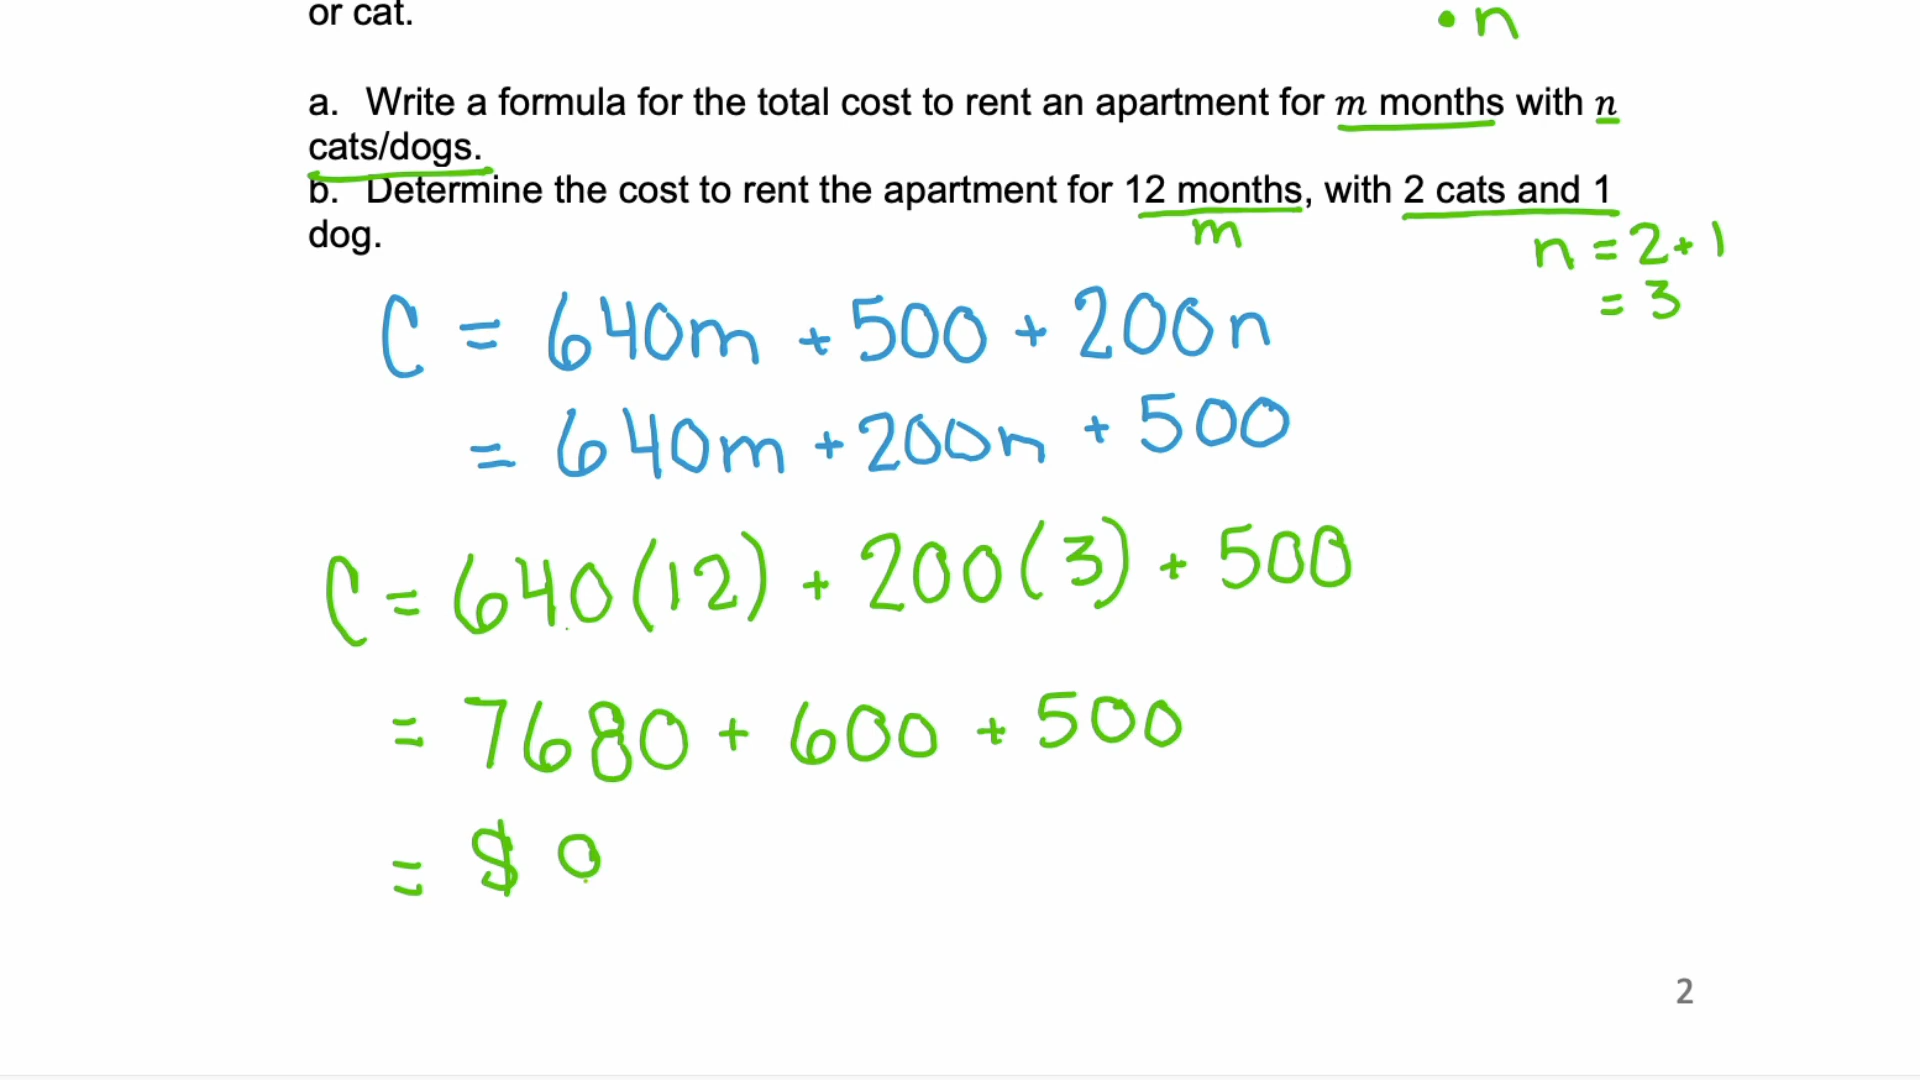 or cat.
• n
a. Write a formula for the total cost to rent an apartment for m months with n
cats/dogs.
b. Determine the cost to rent the apartment for 12 months, with 2 cats and 1
dog.
m
n = 2 + 1
= 3
C = 640m + 500 + 200n
= 640m + 200n + 500
C = 640(12) + 200(3) + 500
= 7680 + 600 + 500
= $ 0
2